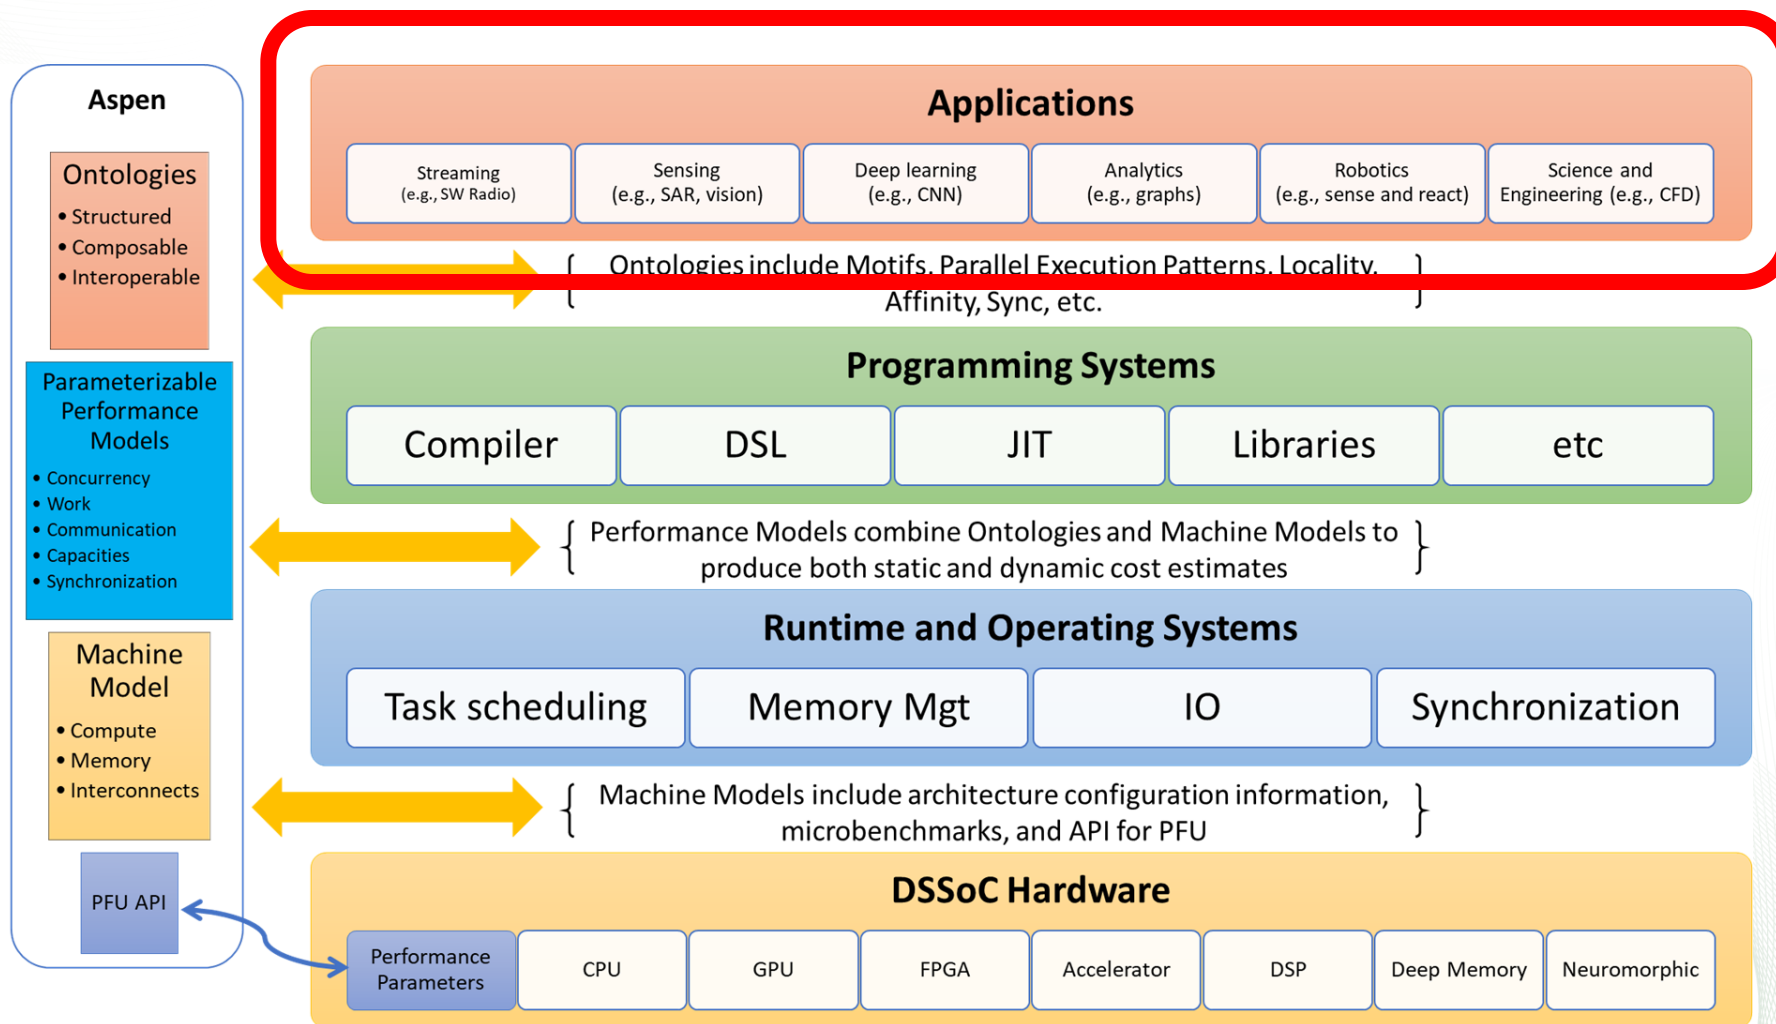 Aspen
Ontologies
• Structured
• Composable
• Interoperable
Parameterizable
Performance
Models
• Concurrency
• Work
• Communication
• Capacities
• Synchronization
Machine
Model
• Compute
• Memory
• Interconnects
PFU API
Applications
Streaming
(e.g., SW Radio)
Sensing
(e.g., SAR, vision)
Deep learning
(e.g., CNN)
Analytics
(e.g., graphs)
Robotics
(e.g., sense and react)
Science and
Engineering (e.g., CFD)
Ontologies include Motifs, Parallel Execution Patterns, Locality,
Affinity, Sync, etc.
Programming Systems
Compiler
DSL
JIT
Libraries
etc
Performance Models combine Ontologies and Machine Models to
produce both static and dynamic cost estimates
Runtime and Operating Systems
Task scheduling
Memory Mgt
IO
Synchronization
Machine Models include architecture configuration information,
microbenchmarks, and API for PFU
DSSoC Hardware
Performance
Parameters
CPU
GPU
FPGA
Accelerator
DSP
Deep Memory
Neuromorphic